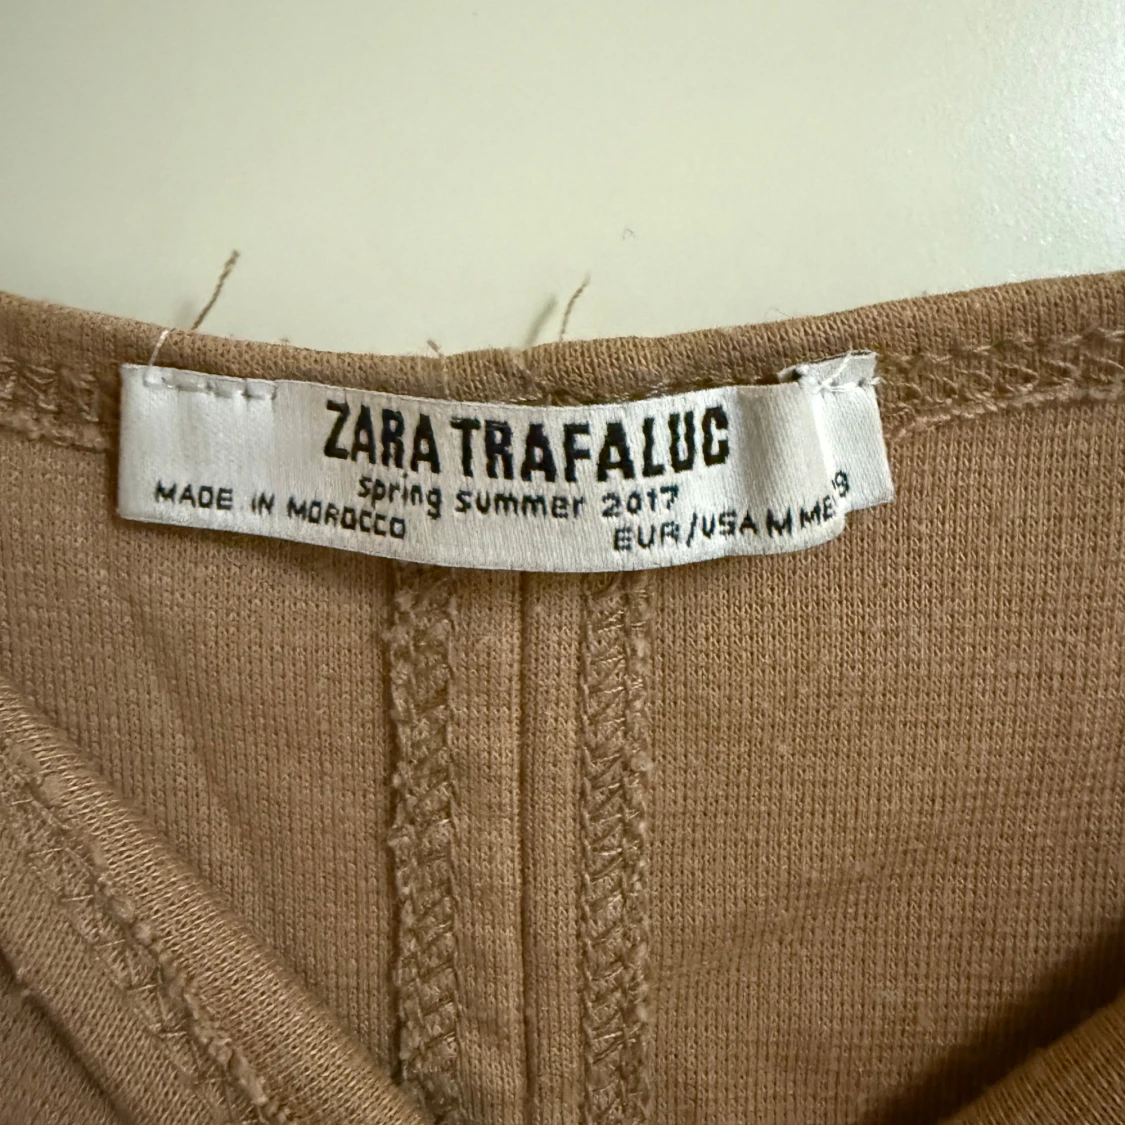 ZARA TRAFALUC
spring summer 2017
MADE IN MOROCCO
EUR/USA M